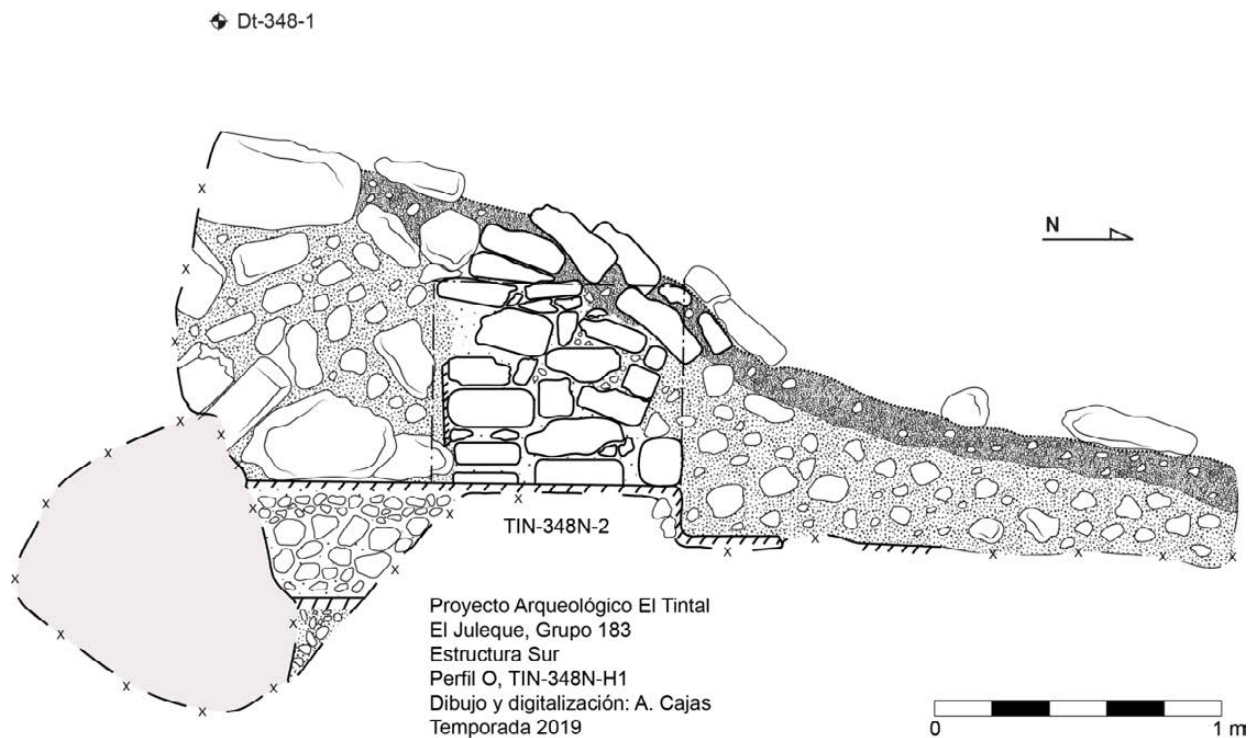 Dt-348-1
N
TIN-348N-2
Proyecto Arqueológico El Tintal
El Juleque, Grupo 183
Estructura Sur
Perfil O, TIN-348N-H1
Dibujo y digitalización: A. Cajas
Temporada 2019
0 1 m